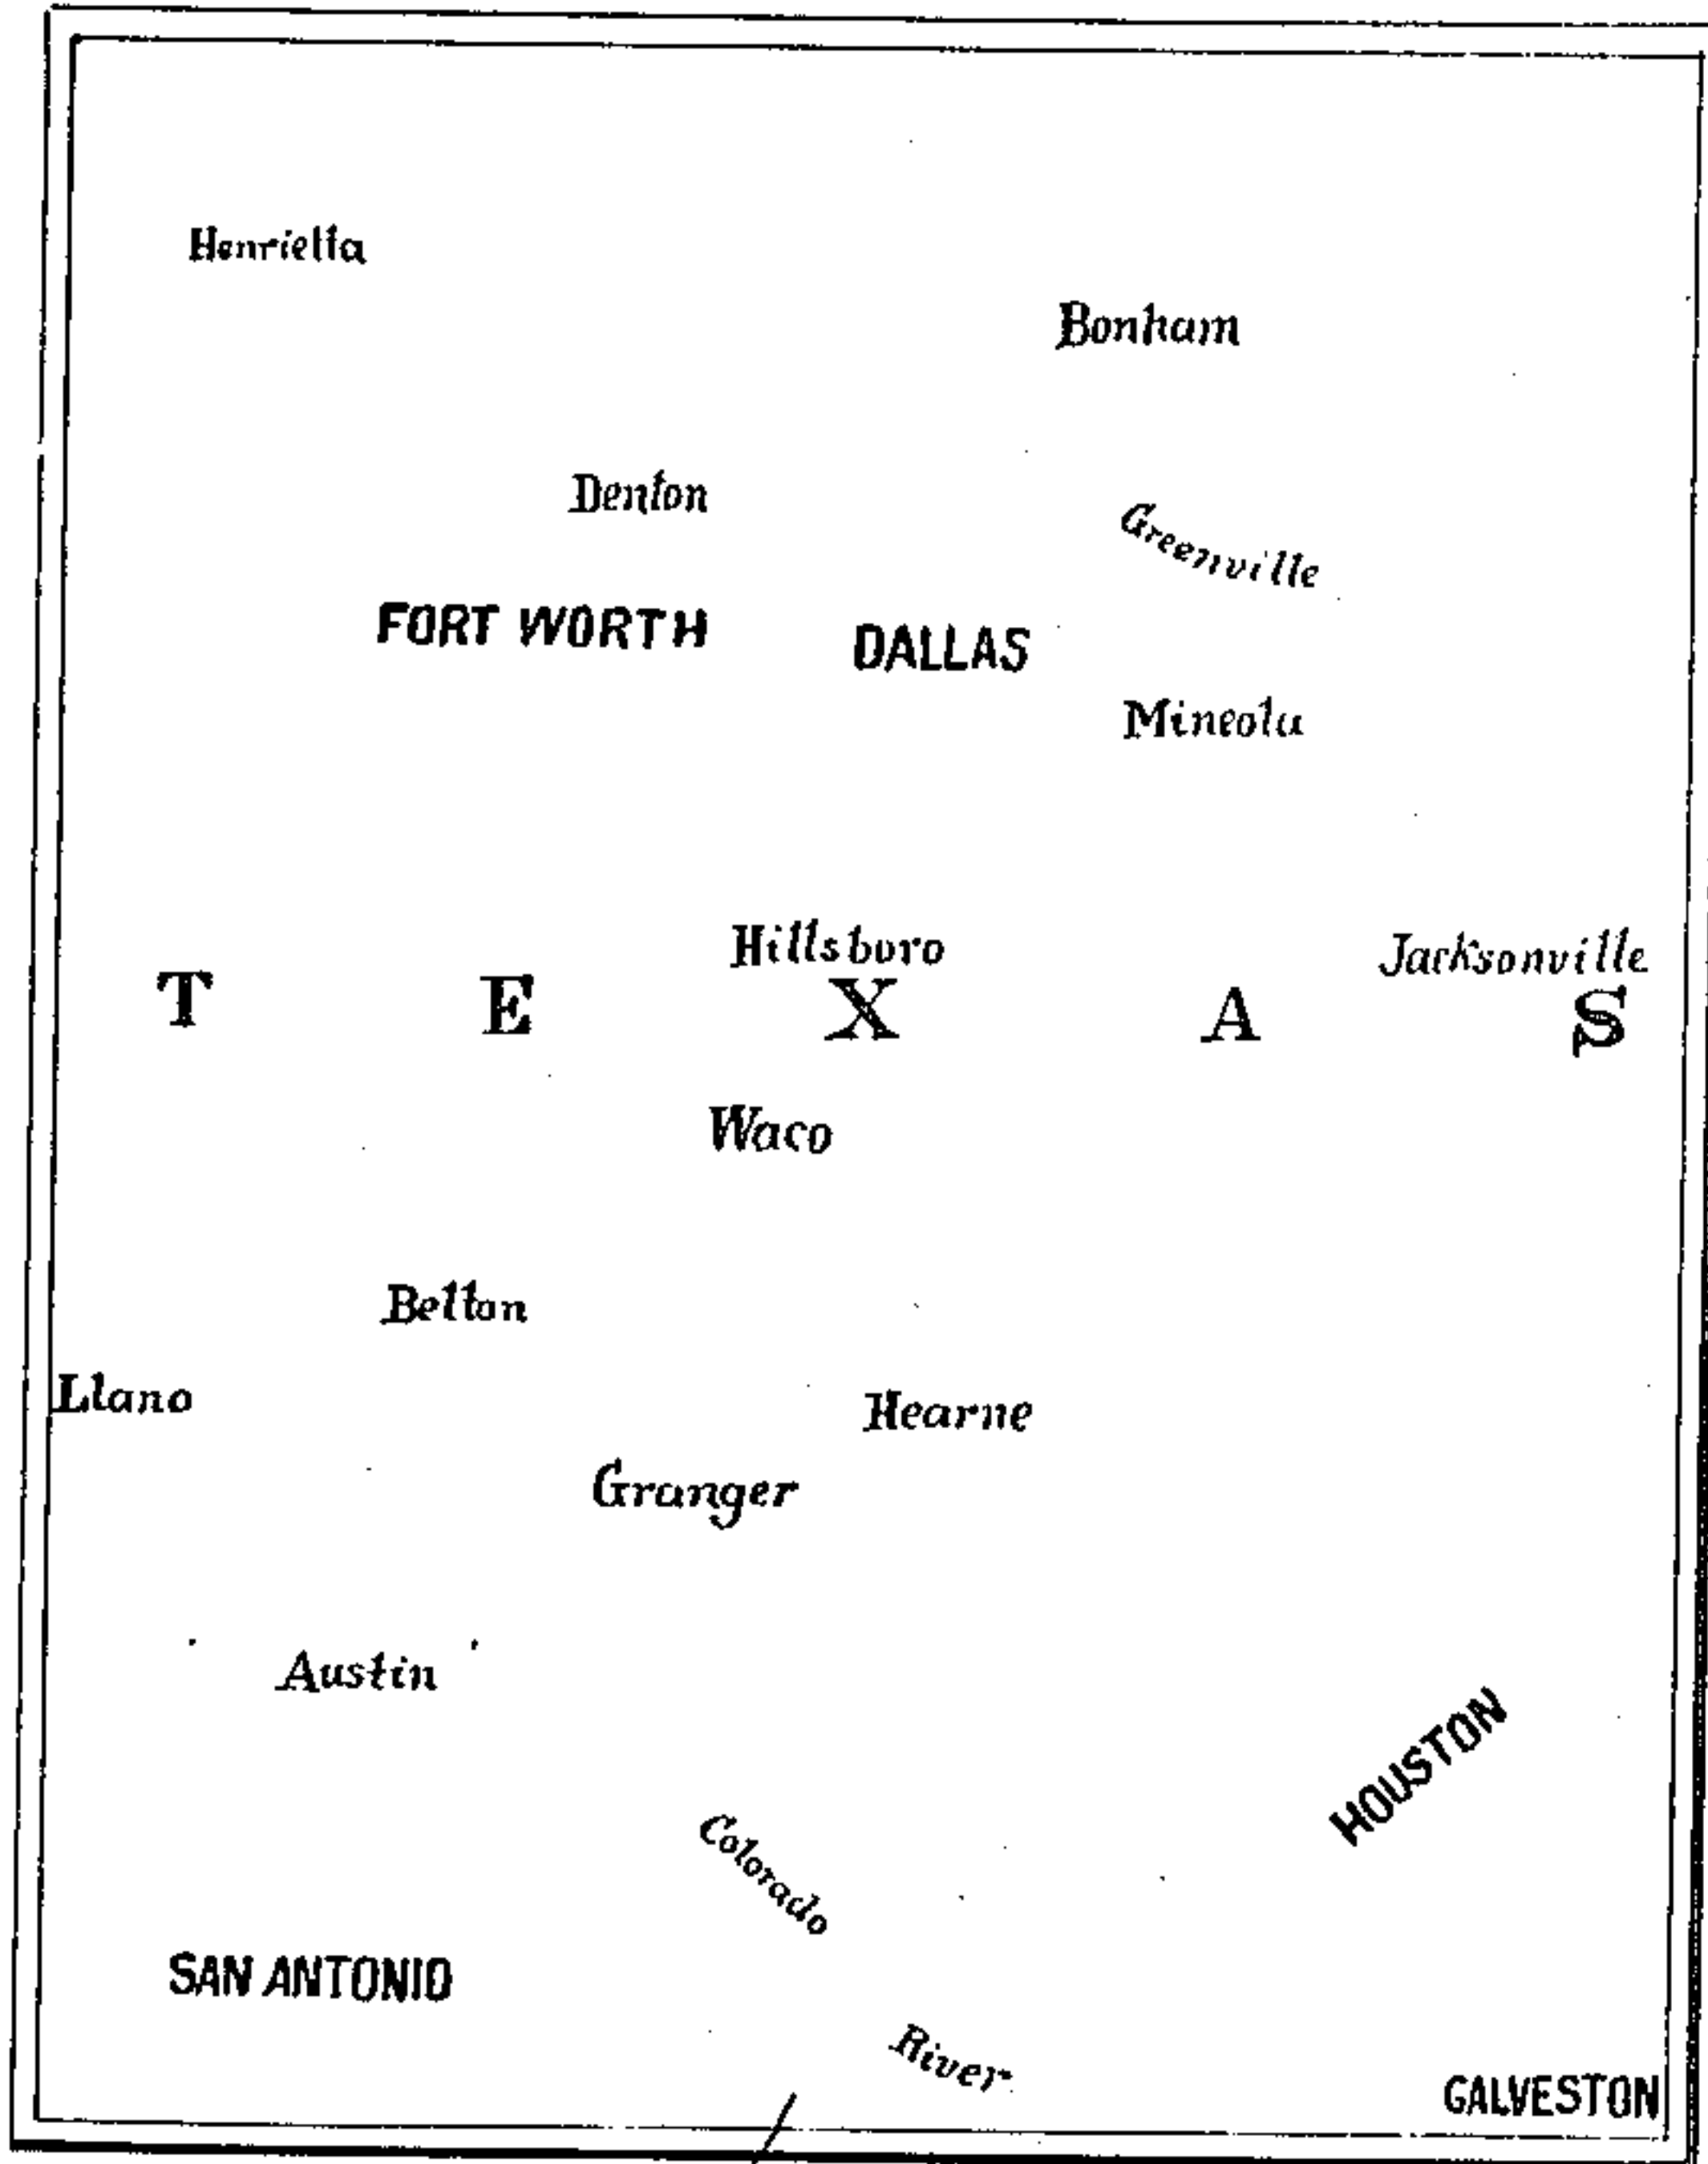 Henrietta
Bonham
Denton
Greenville
FORT WORTH
DALLAS
Mineola
Hillsboro
Jacksonville
T E X A S
Waco
Belton
Llano
Hearne
Granger
Austin
HOUSTON
Colorado
SAN ANTONIO
River
GALVESTON